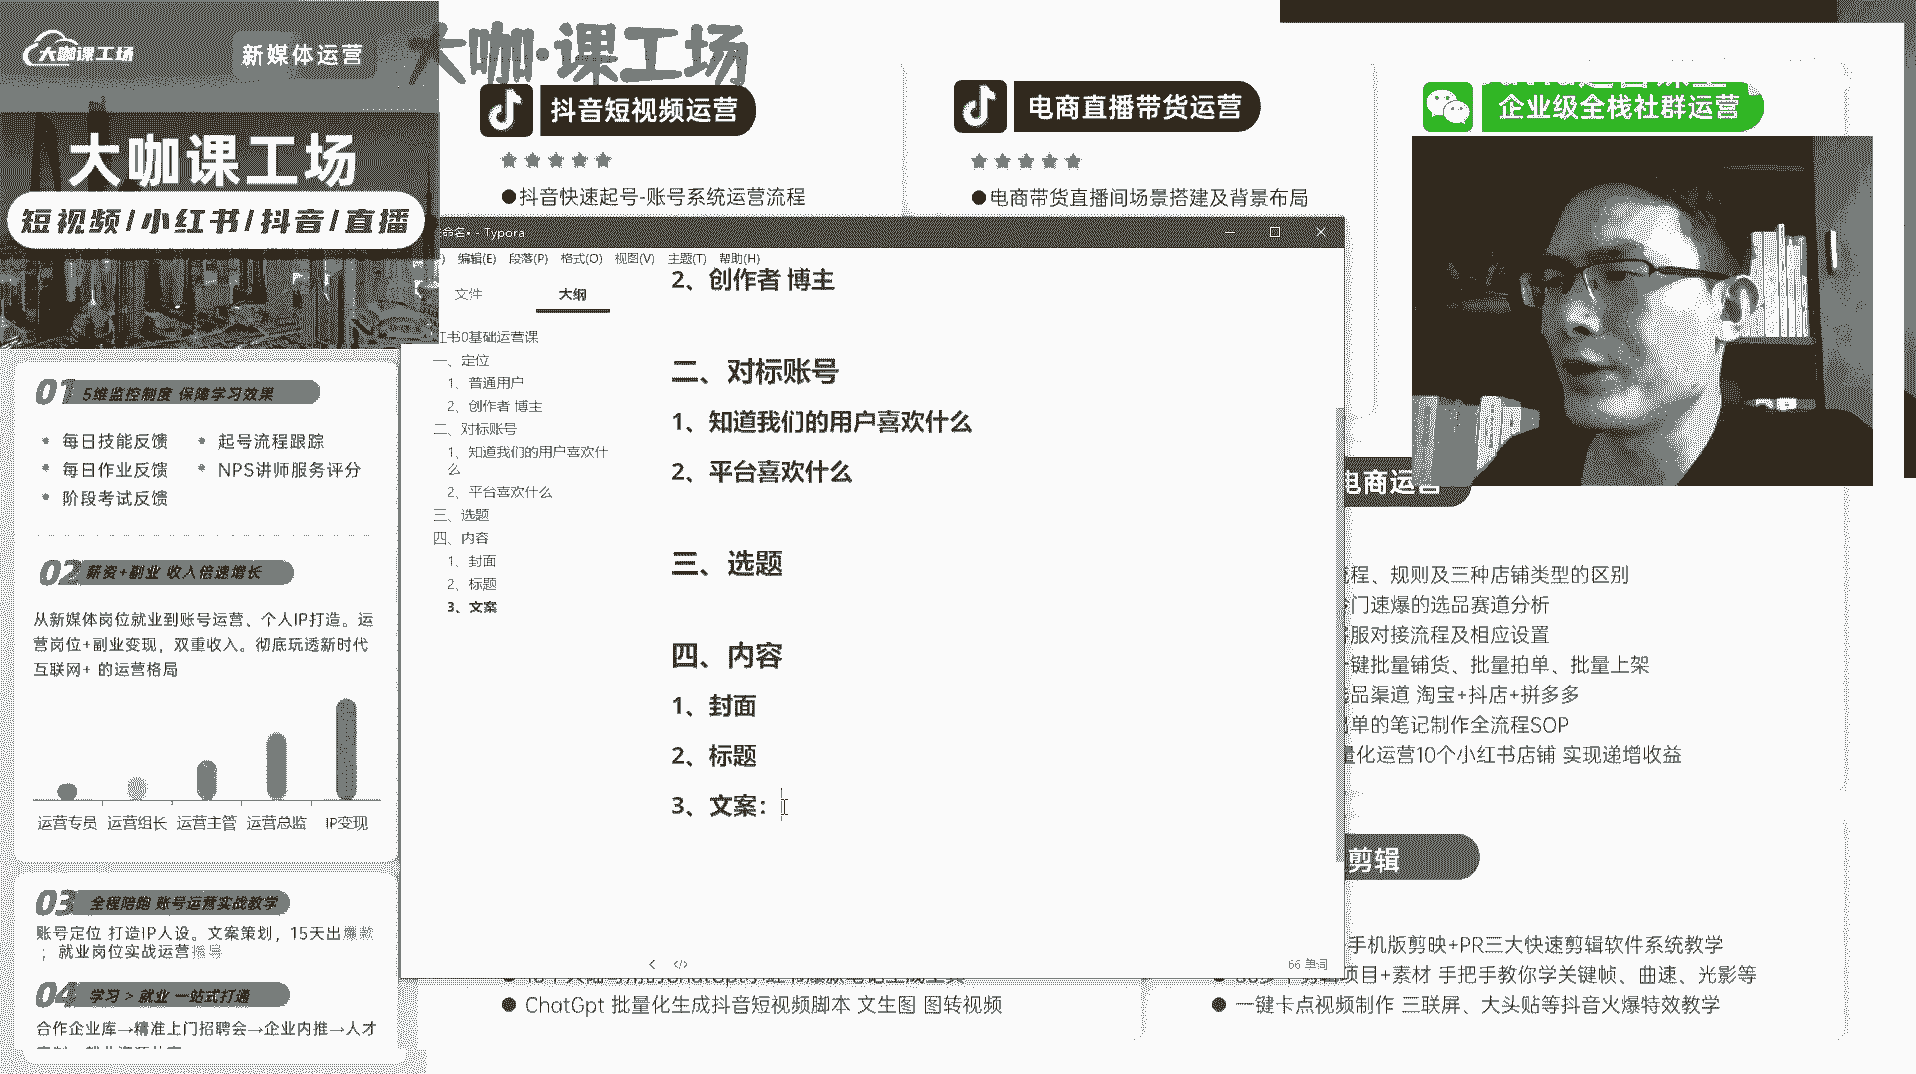 大咖课工场
新媒体运营
大咖课工场
短视频/小红书/抖音/直播
01 5维监控制度 保障学习效果
每日技能反馈
起号流程跟踪
每日作业反馈
NPS讲师服务评分
阶段考试反馈
02 薪资+副业 收入倍速增长
从新媒体岗位就业到账号运营、个人IP打造。运
营岗位+副业变现，双重收入。彻底玩透新时代
互联网+ 的运营格局
运营专员 运营组长 运营主管 运营总监 IP变现
03 全程陪跑 账号运营实战教学
账号定位 打造IP人设。文案策划，15天出爆款
；就业岗位实战运营指导
04 学习 > 就业 一站式打通
合作企业库→精准上门招聘会→企业内推→人才
大咖·课工场
抖音短视频运营
●抖音快速起号-账号系统运营流程
电商直播带货运营
●电商带货直播间场景搭建及背景布局
企业级全栈社群运营
命名• - Typora
编辑(E) 段落(P) 格式(O) 视图(V) 主题(T) 帮助(H)
文件 大纲
红书0基础运营课
一、定位
1、普通用户
2、创作者 博主
二、对标账号
1、知道我们的用户喜欢什
么
2、平台喜欢什么
三、选题
四、内容
1、封面
2、标题
3、文案
2、创作者 博主
二、对标账号
1、知道我们的用户喜欢什么
2、平台喜欢什么
三、选题
四、内容
1、封面
2、标题
3、文案：
66 单词
电商运营
流程、规则及三种店铺类型的区别
门速爆的选品赛道分析
客服对接流程及相应设置
一键批量铺货、批量拍单、批量上架
选品渠道 淘宝+抖店+拼多多
简单的笔记制作全流程SOP
量化运营10个小红书店铺 实现递增收益
剪辑
手机版剪映+PR三大快速剪辑软件系统教学
项目+素材 手把手教你学关键帧、曲速、光影等
●一键卡点视频制作 三联屏、大头贴等抖音火爆特效教学
● ChatGpt 批量化生成抖音短视频脚本 文生图 图转视频